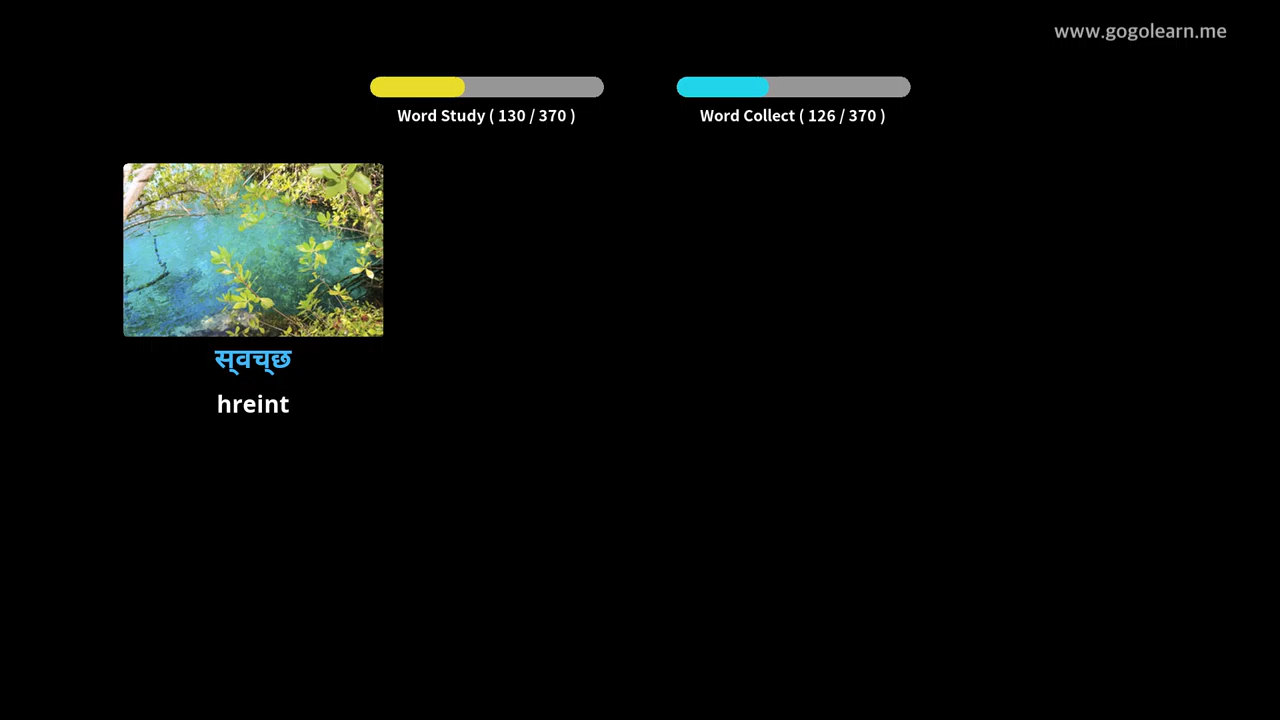 www.gogolearn.me
Word Study ( 130 / 370 )
Word Collect ( 126 / 370 )
स्वच्छ
hreint